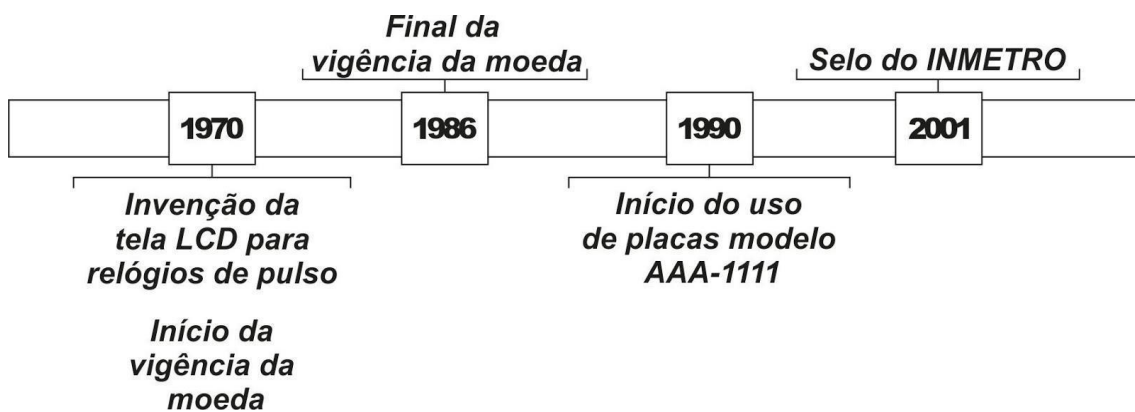 Final da
vigência da moeda
Selo do INMETRO
1970
1986
1990
2001
Invenção da
tela LCD para
relógios de pulso
Início do uso
de placas modelo
AAA-1111
Início da
vigência da
moeda